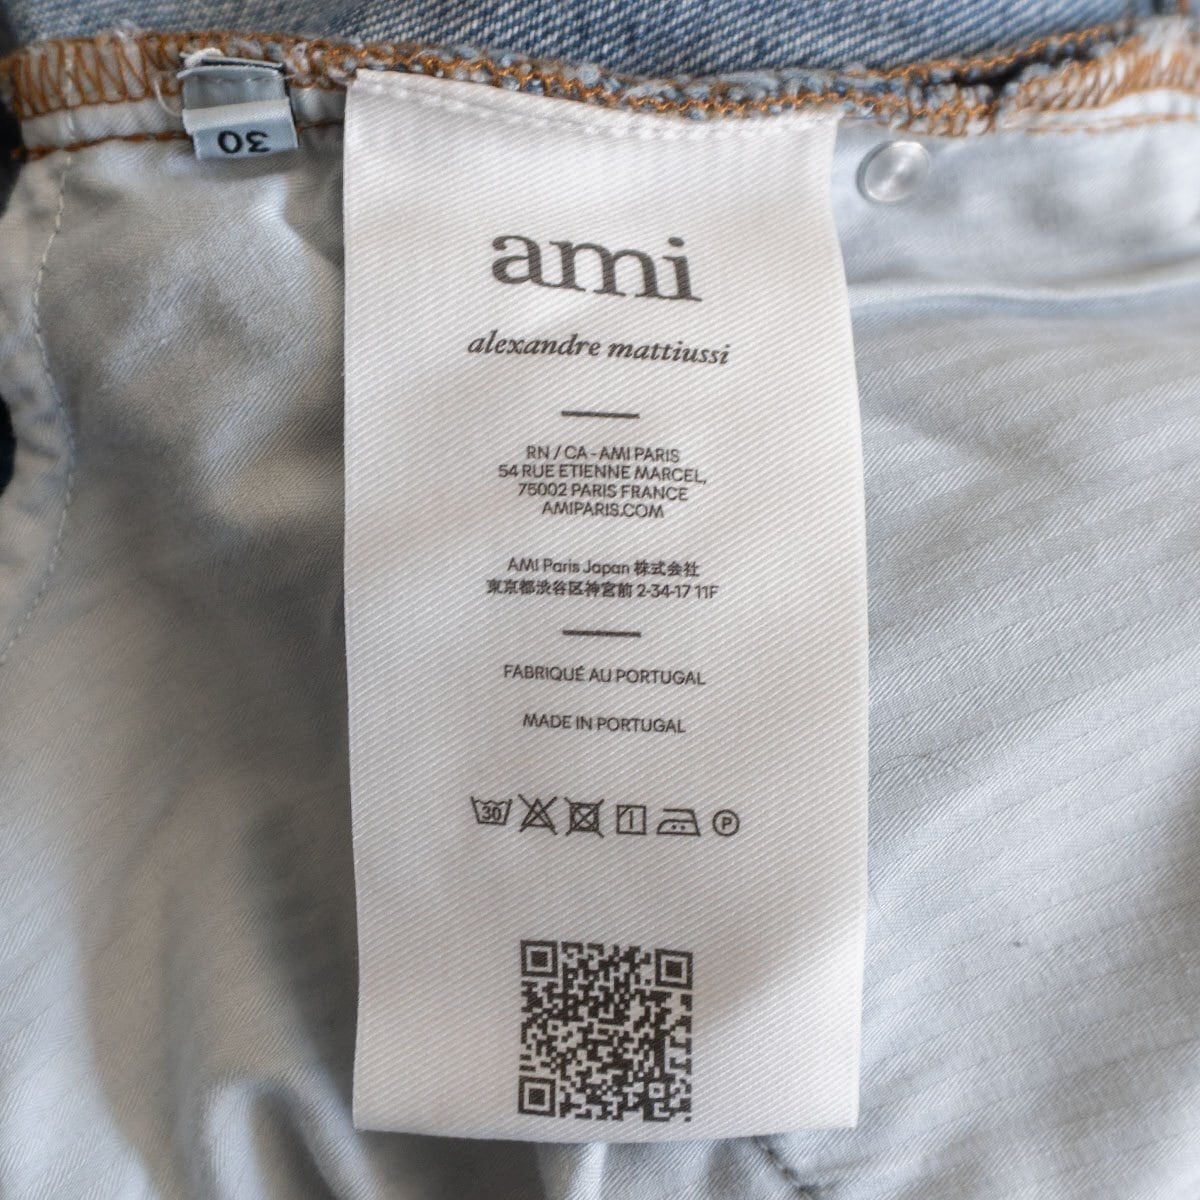 30
ami
alexandre mattiussi
RN / CA - AMI PARIS
54 RUE ETIENNE MARCEL,
75002 PARIS FRANCE
AMIPARIS.COM
AMI Paris Japan 株式会社
東京都渋谷区神宮前 2-34-17 11F
FABRIQUÉ AU PORTUGAL
MADE IN PORTUGAL
30 P